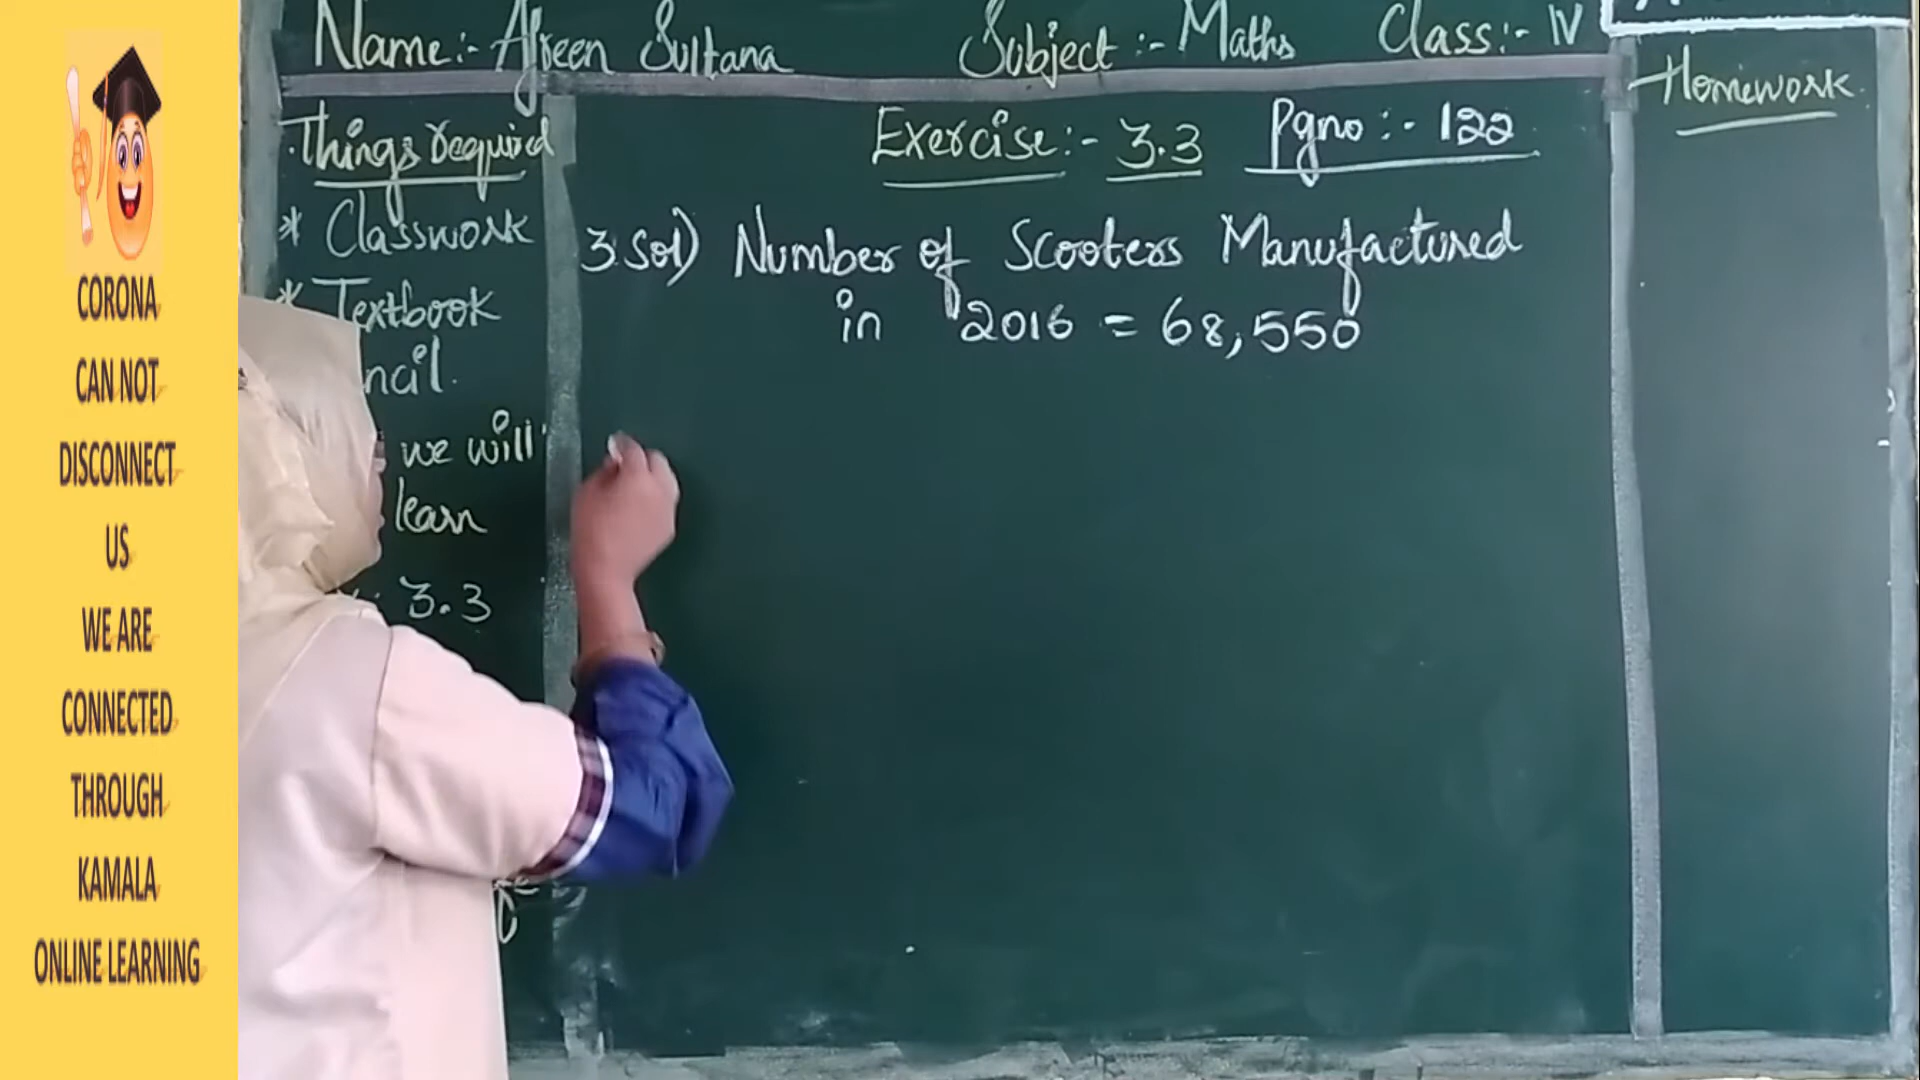 CORONA
CAN NOT
DISCONNECT
US
WE ARE
CONNECTED
THROUGH
KAMALA
ONLINE LEARNING
Name:- Afreen Sultana Subject :- Maths Class:- IV
Things required
* Classwork
* Textbook
ncil.
we will
learn
3.3
Exercise:- 3.3 Pgno:- 122
3.Sol) Number of Scooters Manufactured
in 2016 = 68,550
Homework